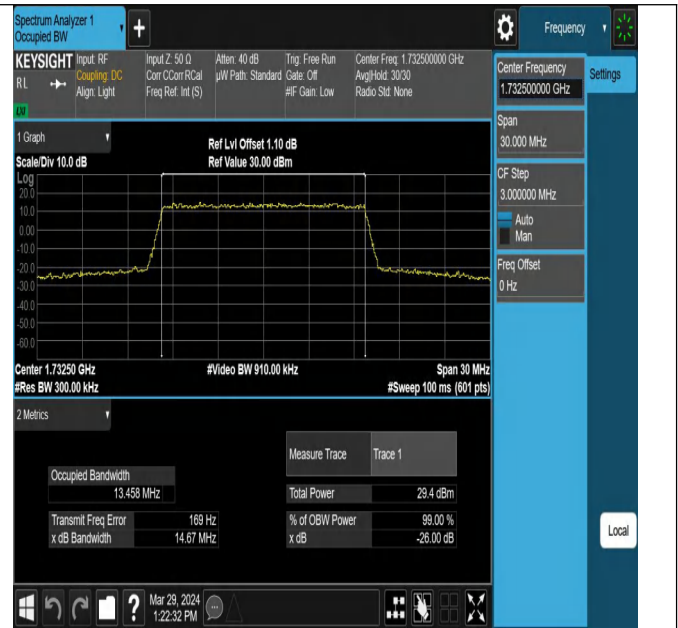 Spectrum Analyzer 1
Occupied BW
Frequency
KEYSIGHT
RL
Input: RF
Coupling: DC
Align: Light
Input Z: 50 Ω
Corr CCorr RCal
Freq Ref: Int (S)
Atten: 40 dB
µW Path: Standard
Trig: Free Run
Gate: Off
#IF Gain: Low
Center Freq: 1.732500000 GHz
Avg|Hold: 30/30
Radio Std: None
Center Frequency
1.732500000 GHz
Settings
Span
30.000 MHz
CF Step
3.000000 MHz
Auto
Man
Freq Offset
0 Hz
Local
1 Graph
Scale/Div 10.0 dB
Ref Lvl Offset 1.10 dB
Ref Value 30.00 dBm
Log
20.0
10.0
0.00
-10.0
-20.0
-30.0
-40.0
-50.0
-60.0
Center 1.73250 GHz
#Video BW 910.00 kHz
Span 30 MHz
#Res BW 300.00 kHz
#Sweep 100 ms (601 pts)
2 Metrics
Measure Trace
Trace 1
Occupied Bandwidth
13.458 MHz
Total Power
29.4 dBm
Transmit Freq Error
169 Hz
% of OBW Power
99.00 %
x dB Bandwidth
14.67 MHz
x dB
-26.00 dB
?
Mar 29, 2024
1:22:32 PM